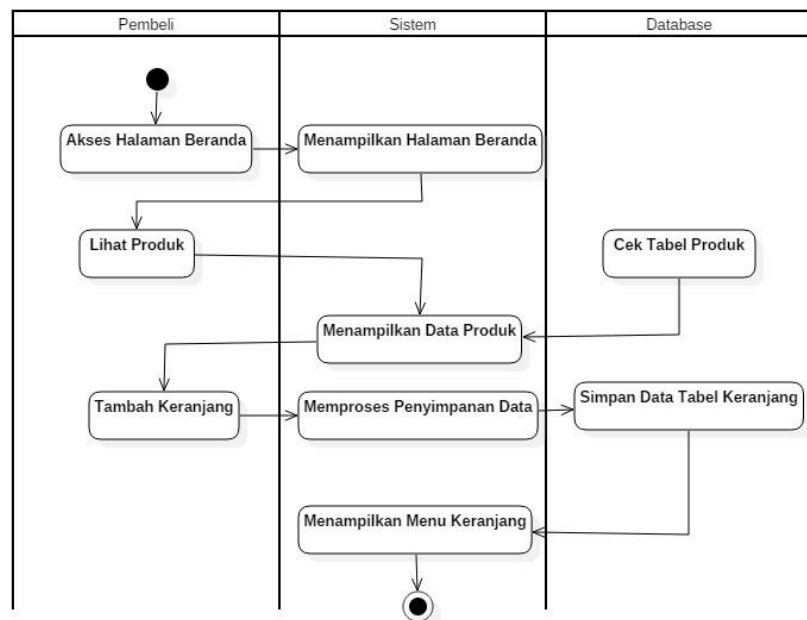 Pembeli
Sistem
Database
Akses Halaman Beranda
Menampilkan Halaman Beranda
Lihat Produk
Cek Tabel Produk
Menampilkan Data Produk
Tambah Keranjang
Memproses Penyimpanan Data
Simpan Data Tabel Keranjang
Menampilkan Menu Keranjang